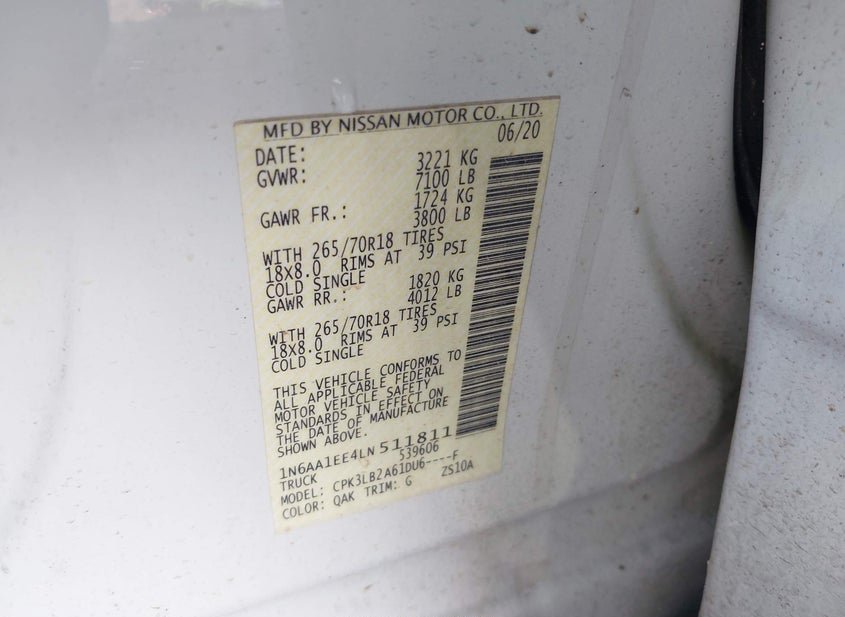 MFD BY NISSAN MOTOR CO., LTD.
DATE: 06/20
GVWR: 3221 KG
7100 LB
GAWR FR.: 1724 KG
3800 LB
WITH 265/70R18 TIRES
18X8.0 RIMS AT 39 PSI
COLD SINGLE
GAWR RR.: 1820 KG
4012 LB
WITH 265/70R18 TIRES
18X8.0 RIMS AT 39 PSI
COLD SINGLE
THIS VEHICLE CONFORMS TO
ALL APPLICABLE FEDERAL
MOTOR VEHICLE SAFETY
STANDARDS IN EFFECT ON
THE DATE OF MANUFACTURE
SHOWN ABOVE.
1N6AA1EE4LN 511811
TRUCK 539606
MODEL: CPK3LB2A61DU6----F
COLOR: QAK TRIM: G ZS10A